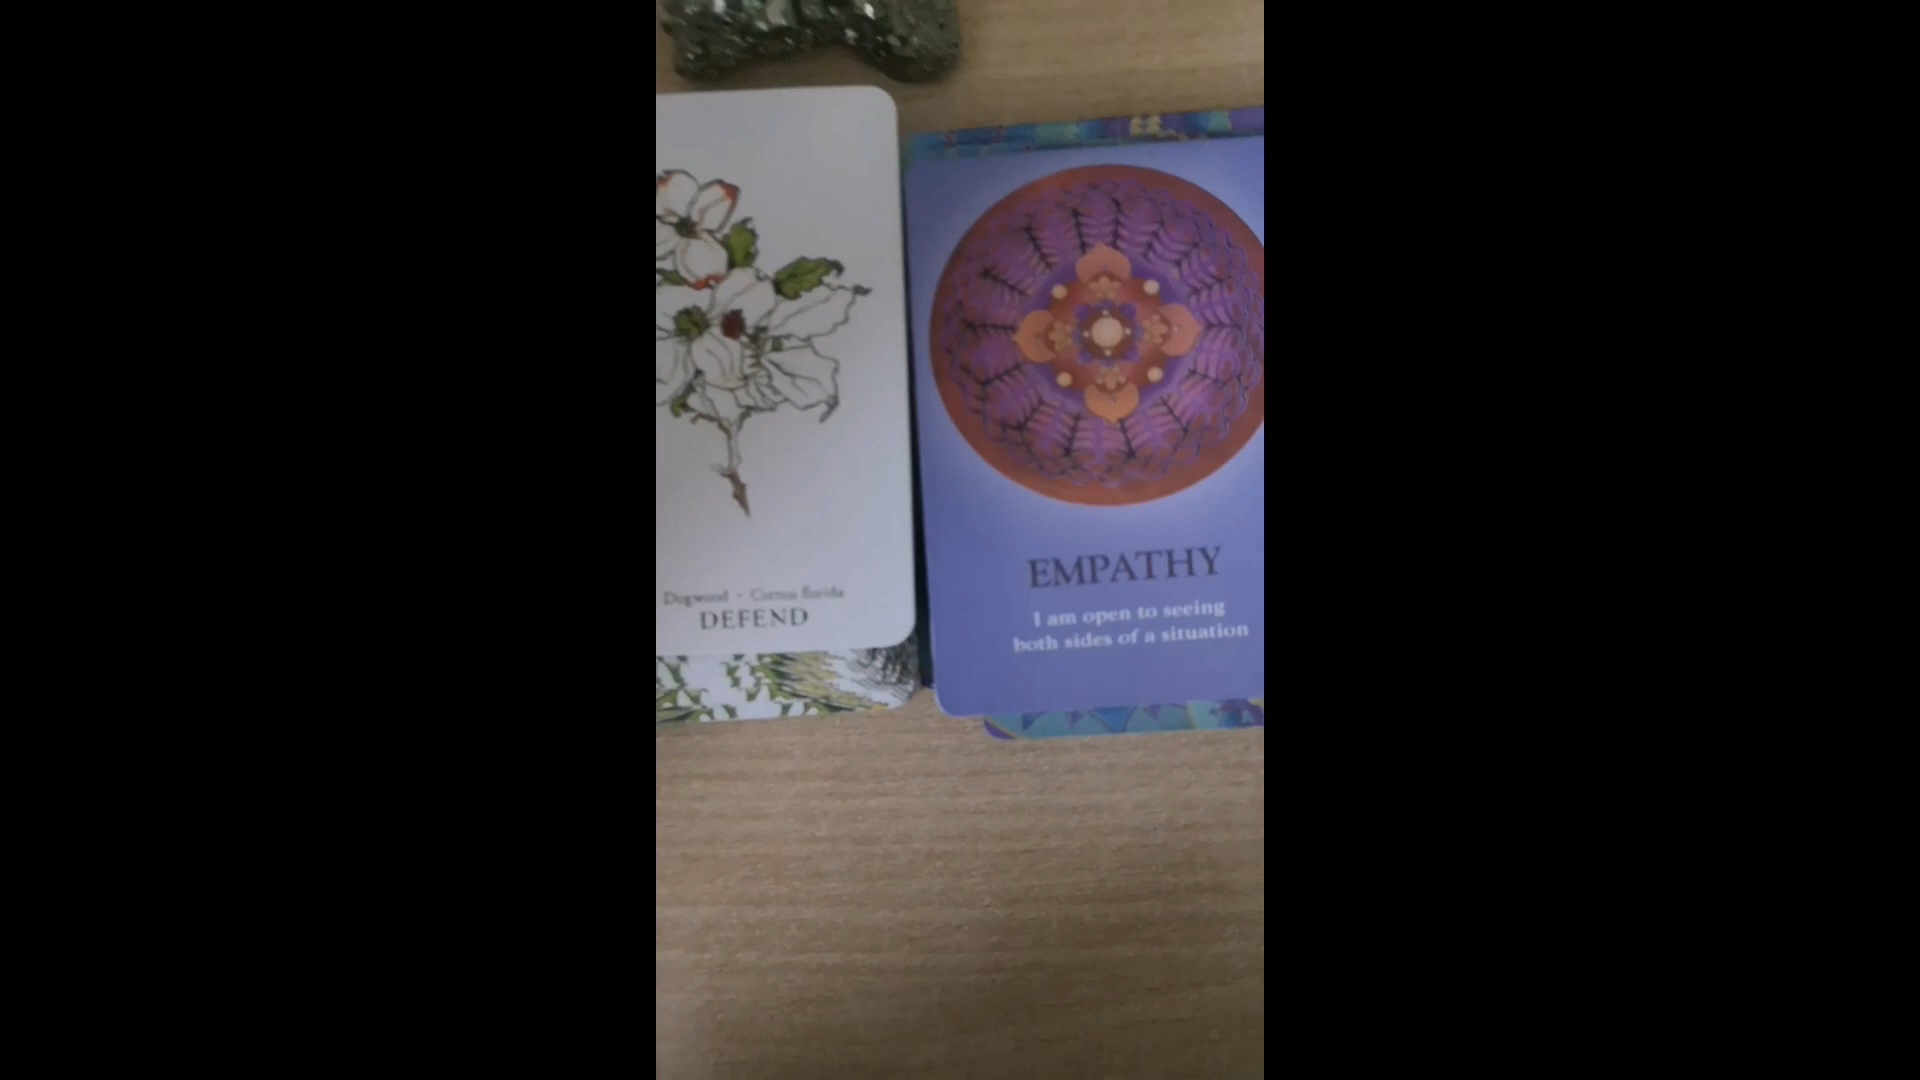 Dogwood • Cornus florida
DEFEND
EMPATHY
I am open to seeing
both sides of a situation